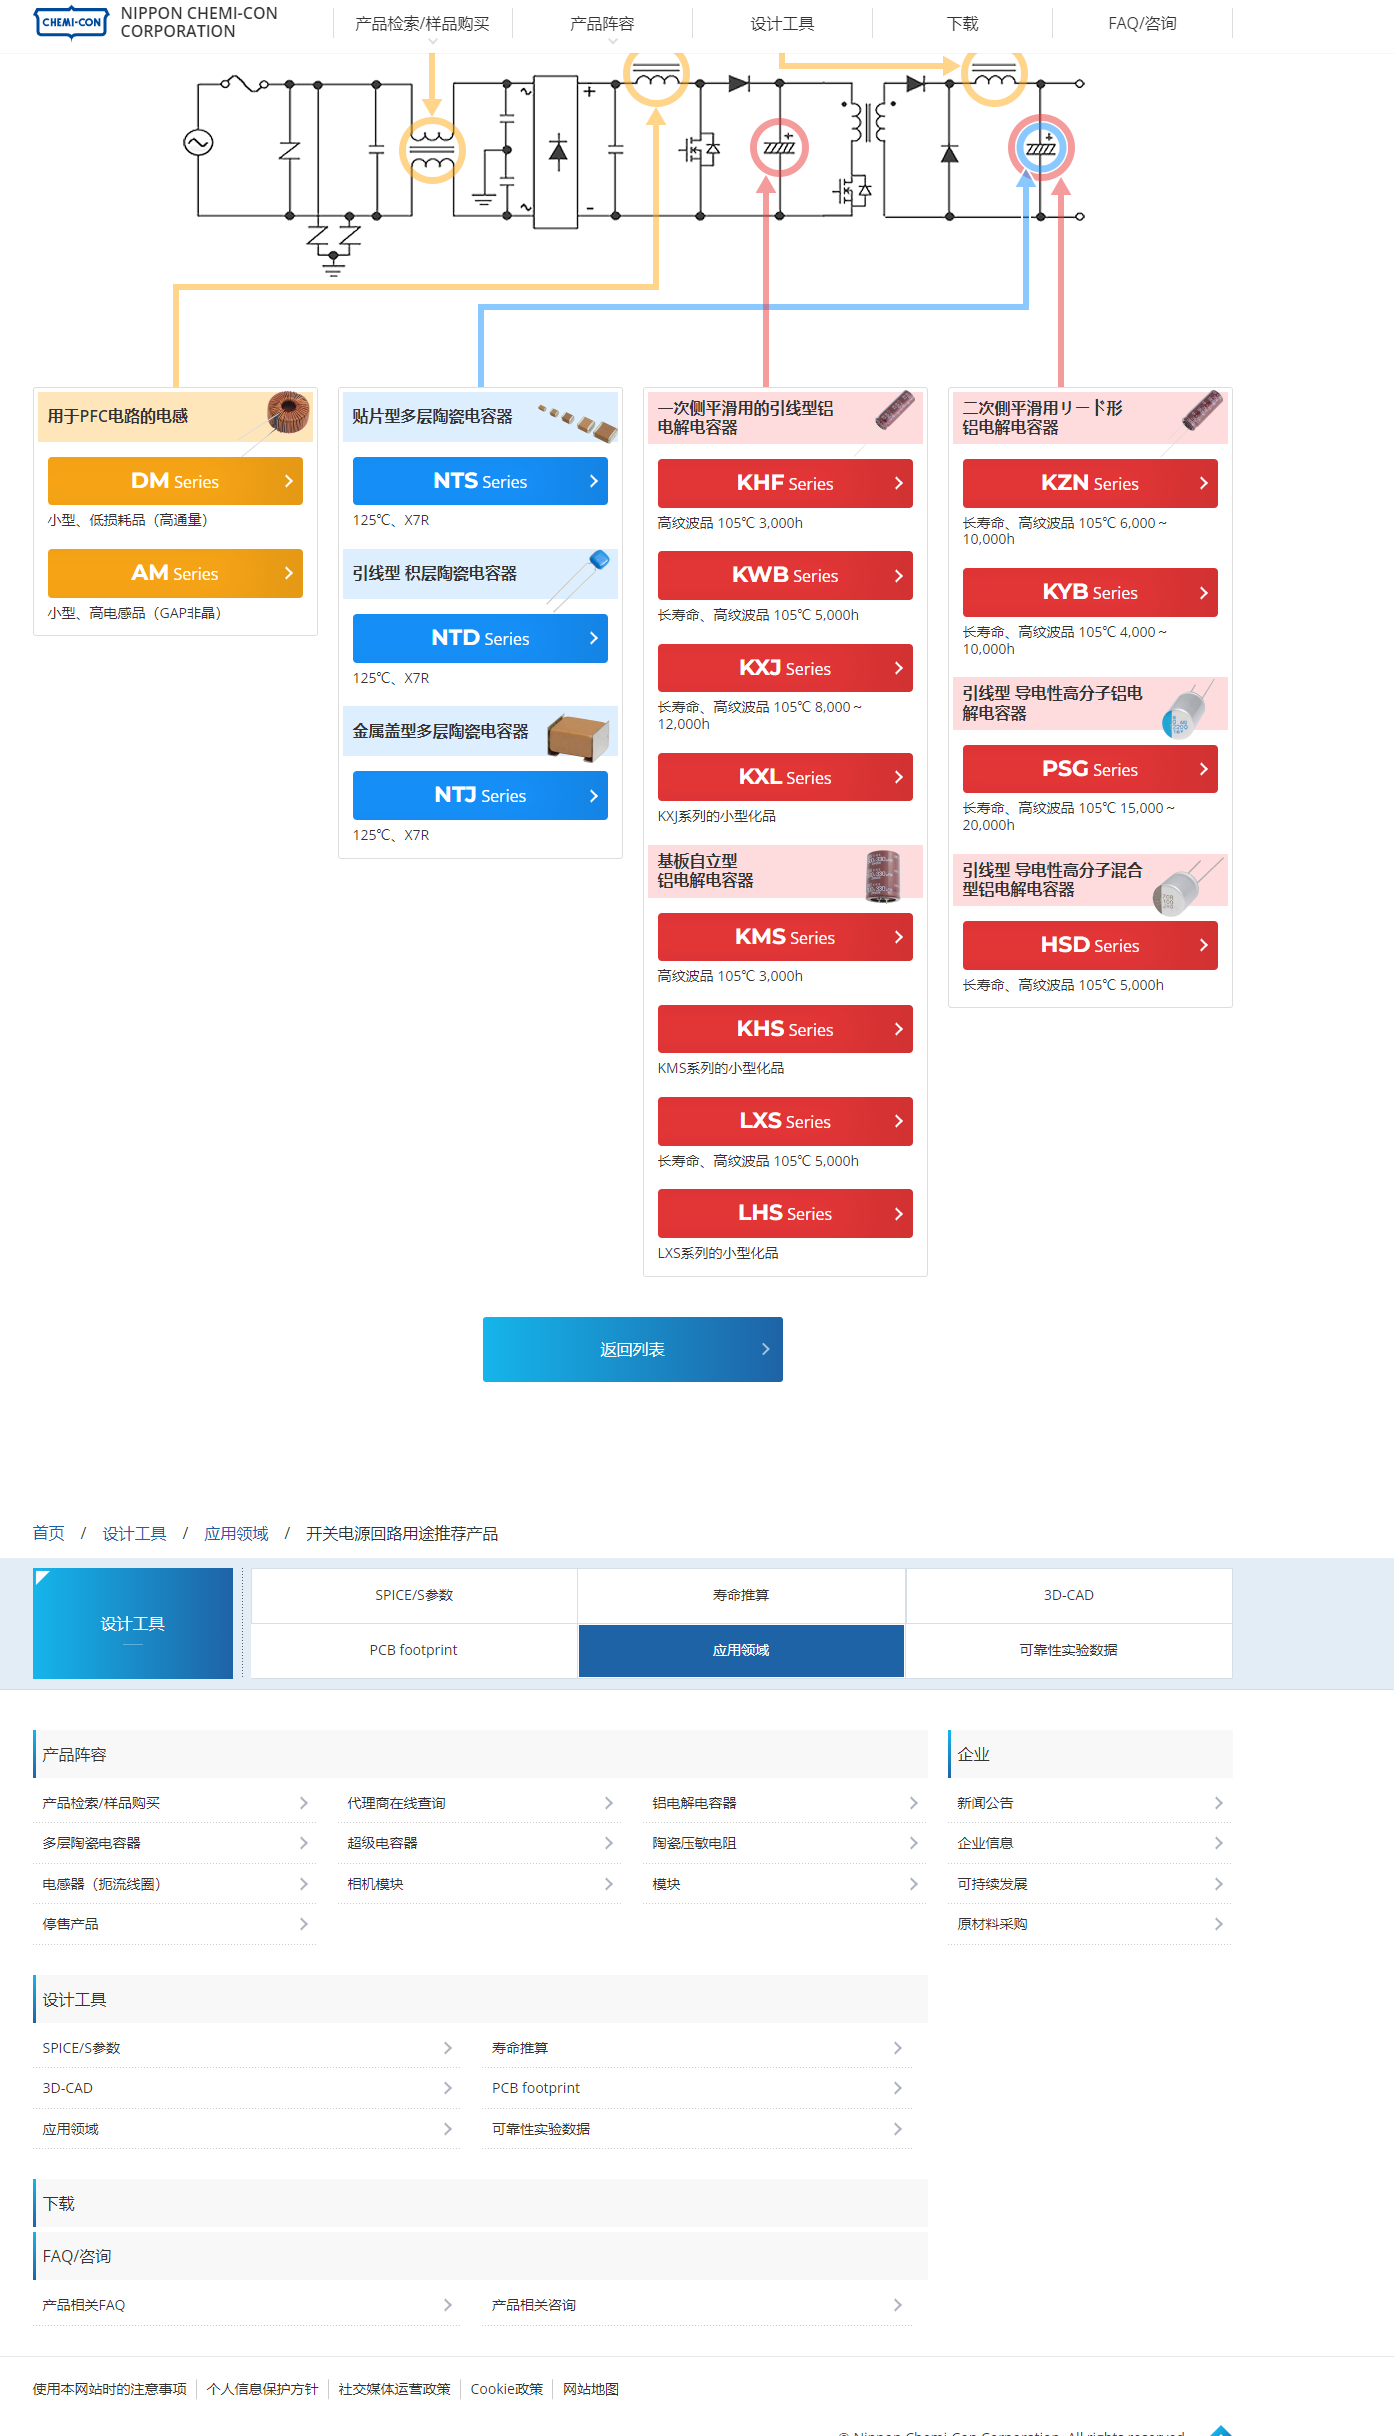 CHEMI-CON
NIPPON CHEMI-CON
CORPORATION
产品检索/样品购买
产品阵容
设计工具
下载
FAQ/咨询
用于PFC电路的电感
DM Series
小型、低损耗品（高通量）
AM Series
小型、高电感品（GAP非晶）
贴片型多层陶瓷电容器
NTS Series
125℃、X7R
引线型 积层陶瓷电容器
NTD Series
125℃、X7R
金属盖型多层陶瓷电容器
NTJ Series
125℃、X7R
一次侧平滑用的引线型铝
电解电容器
KHF Series
高纹波品 105℃ 3,000h
KWB Series
长寿命、高纹波品 105℃ 5,000h
KXJ Series
长寿命、高纹波品 105℃ 8,000～
12,000h
KXL Series
KXJ系列的小型化品
基板自立型
铝电解电容器
KMS Series
高纹波品 105℃ 3,000h
KHS Series
KMS系列的小型化品
LXS Series
长寿命、高纹波品 105℃ 5,000h
LHS Series
LXS系列的小型化品
二次側平滑用リード形
铝电解电容器
KZN Series
长寿命、高纹波品 105℃ 6,000～
10,000h
KYB Series
长寿命、高纹波品 105℃ 4,000～
10,000h
引线型 导电性高分子铝电
解电容器
PSG Series
长寿命、高纹波品 105℃ 15,000～
20,000h
引线型 导电性高分子混合
型铝电解电容器
HSD Series
长寿命、高纹波品 105℃ 5,000h
返回列表
首页 / 设计工具 / 应用领域 / 开关电源回路用途推荐产品
设计工具
SPICE/S参数
寿命推算
3D-CAD
PCB footprint
应用领域
可靠性实验数据
产品阵容
产品检索/样品购买
代理商在线查询
铝电解电容器
多层陶瓷电容器
超级电容器
陶瓷压敏电阻
电感器（扼流线圈）
相机模块
模块
停售产品
企业
新闻公告
企业信息
可持续发展
原材料采购
设计工具
SPICE/S参数
寿命推算
3D-CAD
PCB footprint
应用领域
可靠性实验数据
下载
FAQ/咨询
产品相关FAQ
产品相关咨询
使用本网站时的注意事项
个人信息保护方针
社交媒体运营政策
Cookie政策
网站地图
© Nippon Chemi-Con Corporation. All rights reserved.